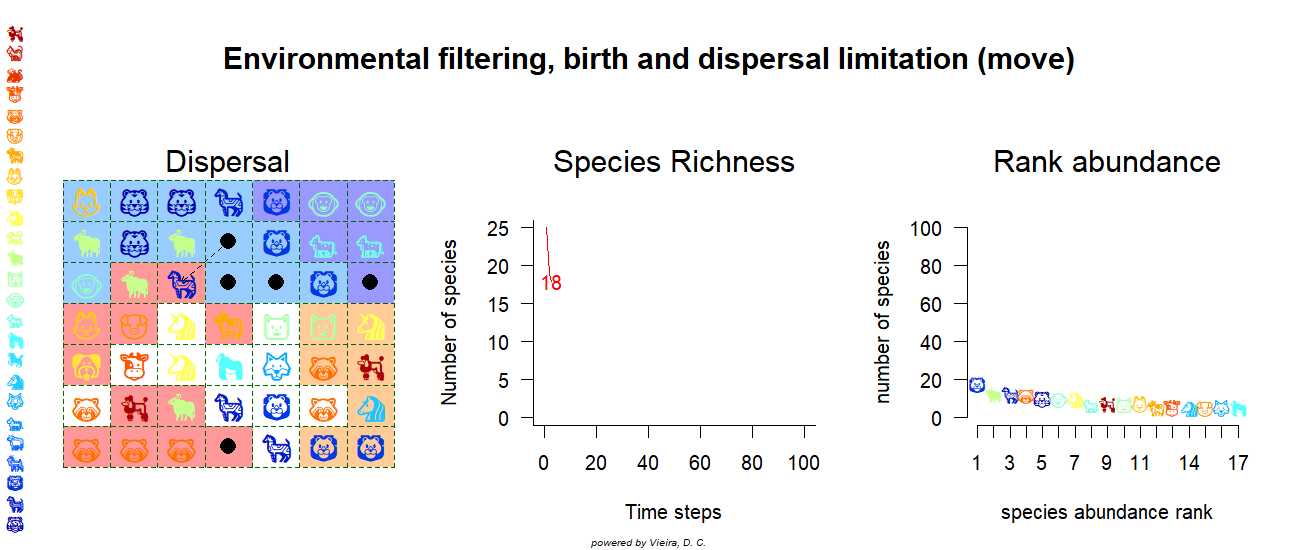 Environmental filtering, birth and dispersal limitation (move)
Dispersal
Species Richness
Number of species
25
20
15
10
5
0
18
0 20 40 60 80 100
Time steps
Rank abundance
number of species
100
80
60
40
20
0
1 3 5 7 9 11 14 17
species abundance rank
powered by Vieira, D. C.